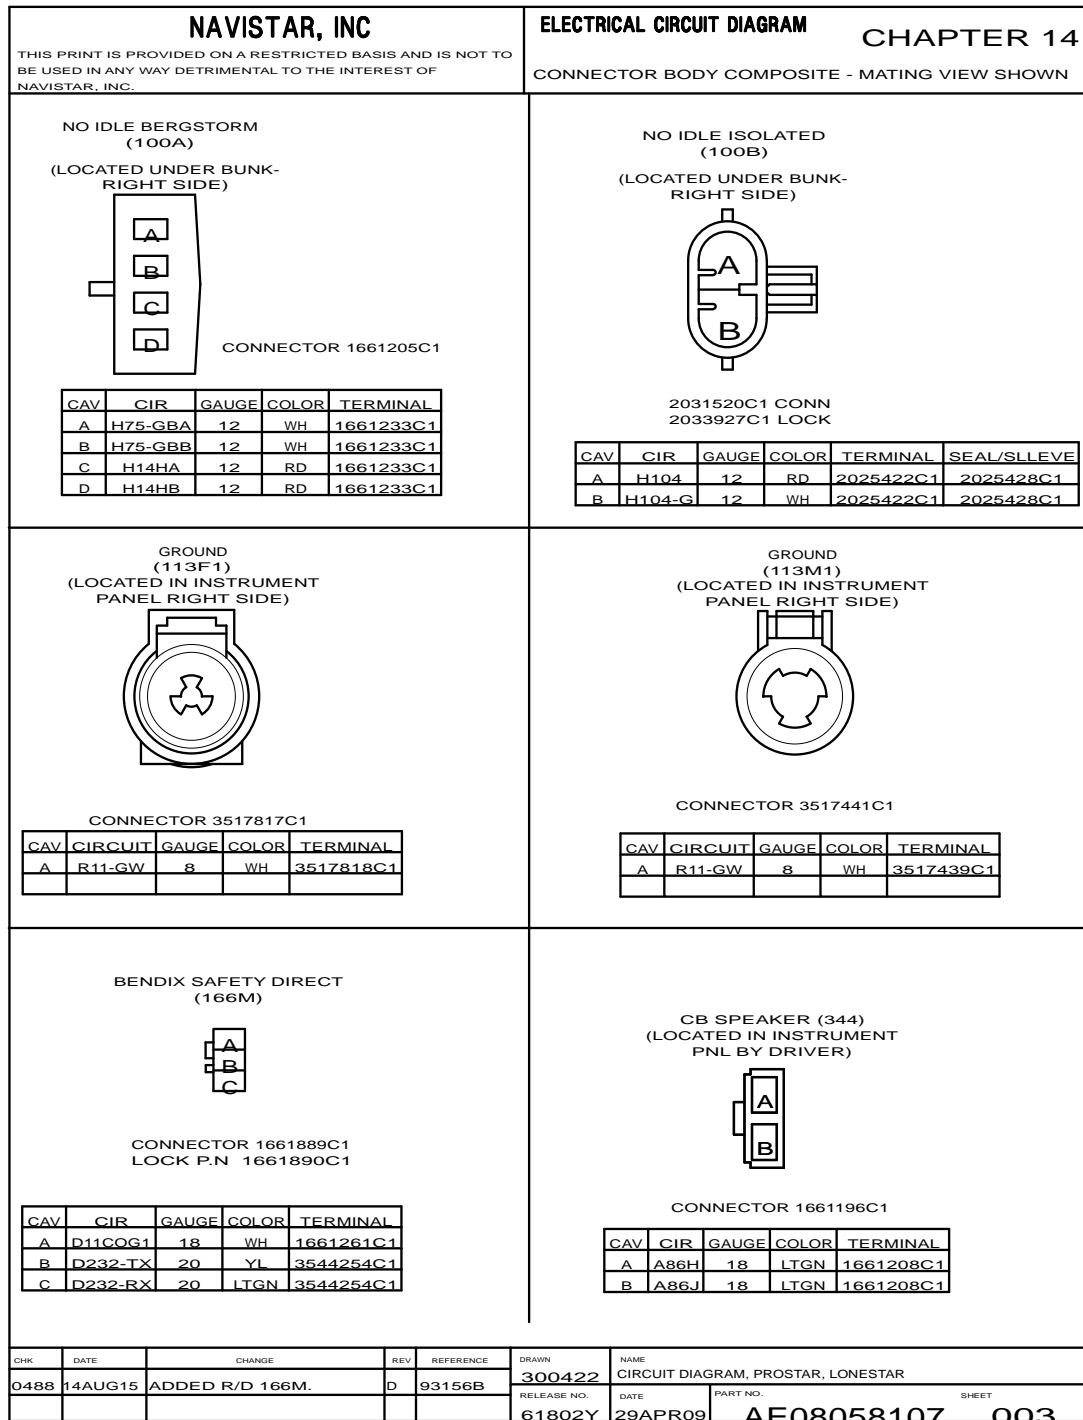 NAVISTAR, INC
THIS PRINT IS PROVIDED ON A RESTRICTED BASIS AND IS NOT TO
BE USED IN ANY WAY DETRIMENTAL TO THE INTEREST OF
NAVISTAR, INC.
ELECTRICAL CIRCUIT DIAGRAM
CHAPTER 14
CONNECTOR BODY COMPOSITE - MATING VIEW SHOWN
NO IDLE BERGSTORM
(100A)
(LOCATED UNDER BUNK-
RIGHT SIDE)
A
B
C
D
CONNECTOR 1661205C1
CAV CIR GAUGE COLOR TERMINAL
A H75-GBA 12 WH 1661233C1
B H75-GBB 12 WH 1661233C1
C H14HA 12 RD 1661233C1
D H14HB 12 RD 1661233C1
NO IDLE ISOLATED
(100B)
(LOCATED UNDER BUNK-
RIGHT SIDE)
A
B
2031520C1 CONN
2033927C1 LOCK
CAV CIR GAUGE COLOR TERMINAL SEAL/SLLEVE
A H104 12 RD 2025422C1 2025428C1
B H104-G 12 WH 2025422C1 2025428C1
GROUND
(113F1)
(LOCATED IN INSTRUMENT
PANEL RIGHT SIDE)
CONNECTOR 3517817C1
CAV CIRCUIT GAUGE COLOR TERMINAL
A R11-GW 8 WH 3517818C1
GROUND
(113M1)
(LOCATED IN INSTRUMENT
PANEL RIGHT SIDE)
CONNECTOR 3517441C1
CAV CIRCUIT GAUGE COLOR TERMINAL
A R11-GW 8 WH 3517439C1
BENDIX SAFETY DIRECT
(166M)
A
B
C
CONNECTOR 1661889C1
LOCK P.N 1661890C1
CAV CIR GAUGE COLOR TERMINAL
A D11COG1 18 WH 1661261C1
B D232-TX 20 YL 3544254C1
C D232-RX 20 LTGN 3544254C1
CB SPEAKER (344)
(LOCATED IN INSTRUMENT
PNL BY DRIVER)
A
B
CONNECTOR 1661196C1
CAV CIR GAUGE COLOR TERMINAL
A A86H 18 LTGN 1661208C1
B A86J 18 LTGN 1661208C1
CHK DATE CHANGE REV REFERENCE
0488 14AUG15 ADDED R/D 166M. D 93156B
DRAWN
300422
NAME
CIRCUIT DIAGRAM, PROSTAR, LONESTAR
RELEASE NO.
61802Y
DATE
29APR09
PART NO.
AE08058107
SHEET
003